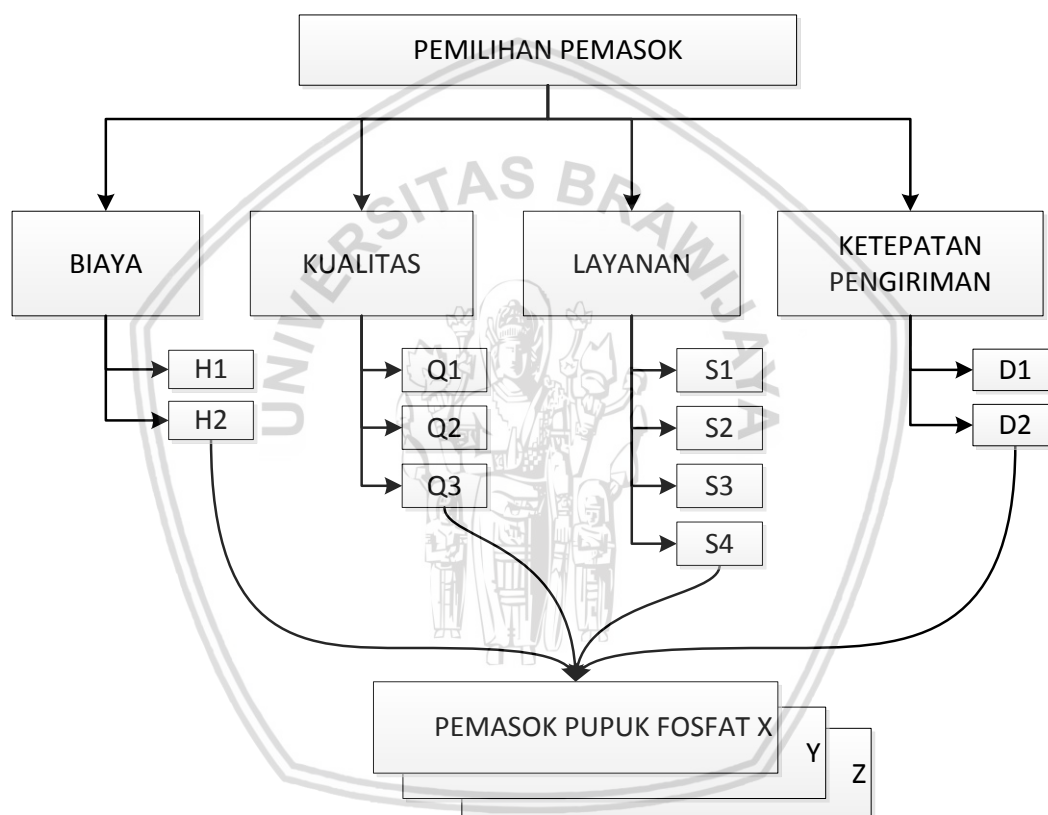 PEMILIHAN PEMASOK
UNIVERSITAS BRAWIJAYA
BIAYA
KUALITAS
LAYANAN
KETEPATAN
PENGIRIMAN
H1
H2
Q1
Q2
Q3
S1
S2
S3
S4
D1
D2
PEMASOK PUPUK FOSFAT X
Y
Z